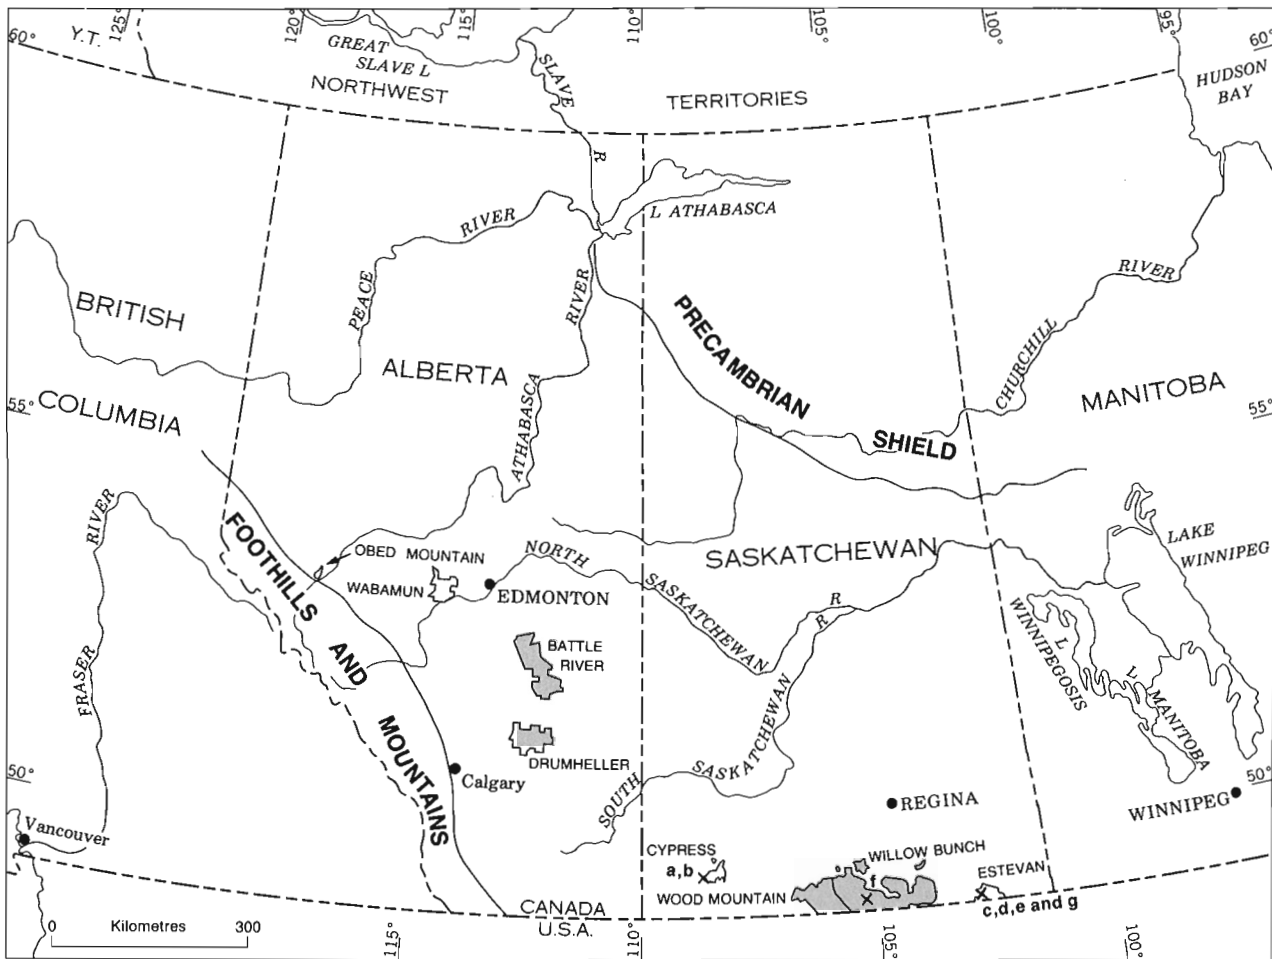 125°
120°
115°
110°
105°
100°
95°
60°
Y.T.
GREAT
SLAVE L
SLAVE
R
NORTHWEST
TERRITORIES
60°
HUDSON
BAY
L ATHABASCA
RIVER
PEACE
RIVER
ATHABASCA
RIVER
CHURCHILL
BRITISH
COLUMBIA
ALBERTA
PRECAMBRIAN
SHIELD
MANITOBA
55°
55°
RIVER
FRASER
FOOTHILLS
AND
MOUNTAINS
OBED MOUNTAIN
WABAMUN
EDMONTON
NORTH
SASKATCHEWAN
R
SASKATCHEWAN
LAKE
WINNIPEG
L
WINNIPEGOSIS
L
MANITOBA
BATTLE
RIVER
DRUMHELLER
SOUTH
SASKATCHEWAN
R
Calgary
50°
50°
Vancouver
REGINA
WINNIPEG
CYPRESS
a,b
WOOD MOUNTAIN
WILLOW BUNCH
f
ESTEVAN
c,d,e and g
CANADA
U.S.A.
0 Kilometres 300
115°
110°
105°
100°